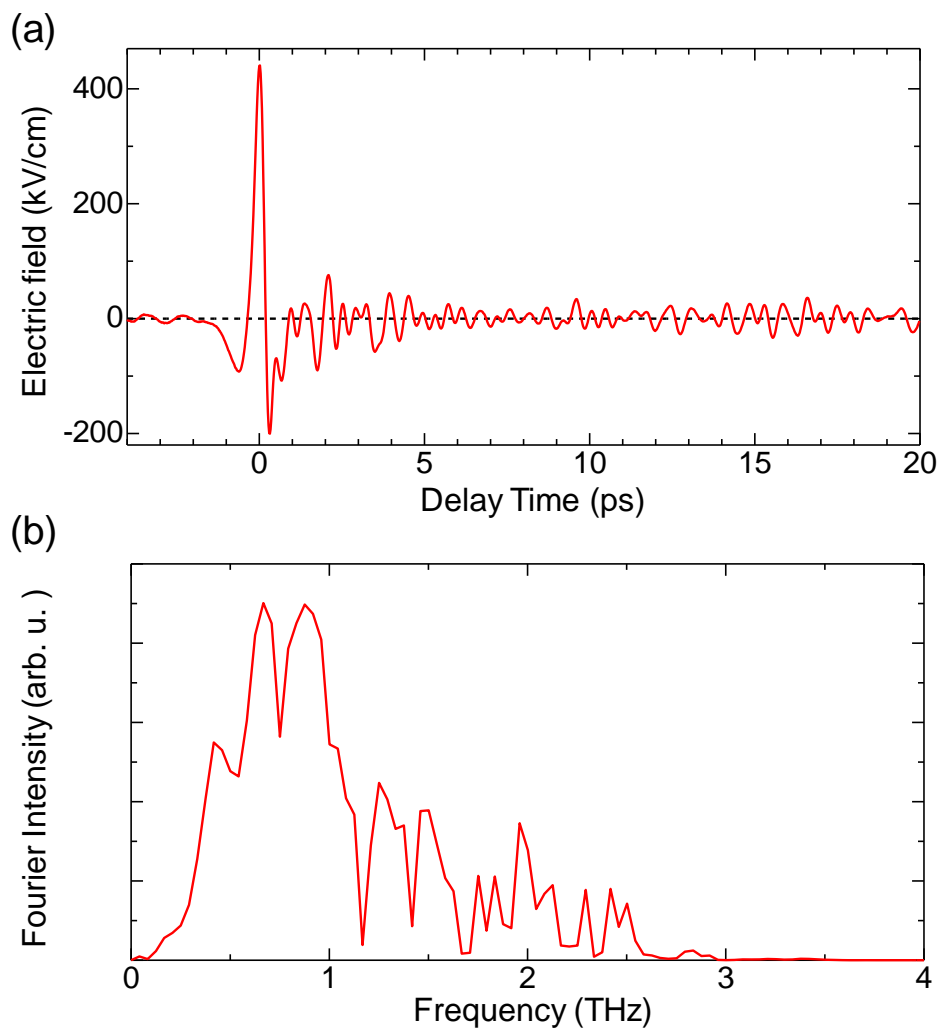 (a)
Electric field (kV/cm)
400
200
0
-200
0 5 10 15 20
Delay Time (ps)
(b)
Fourier Intensity (arb. u. )
0 1 2 3 4
Frequency (THz)